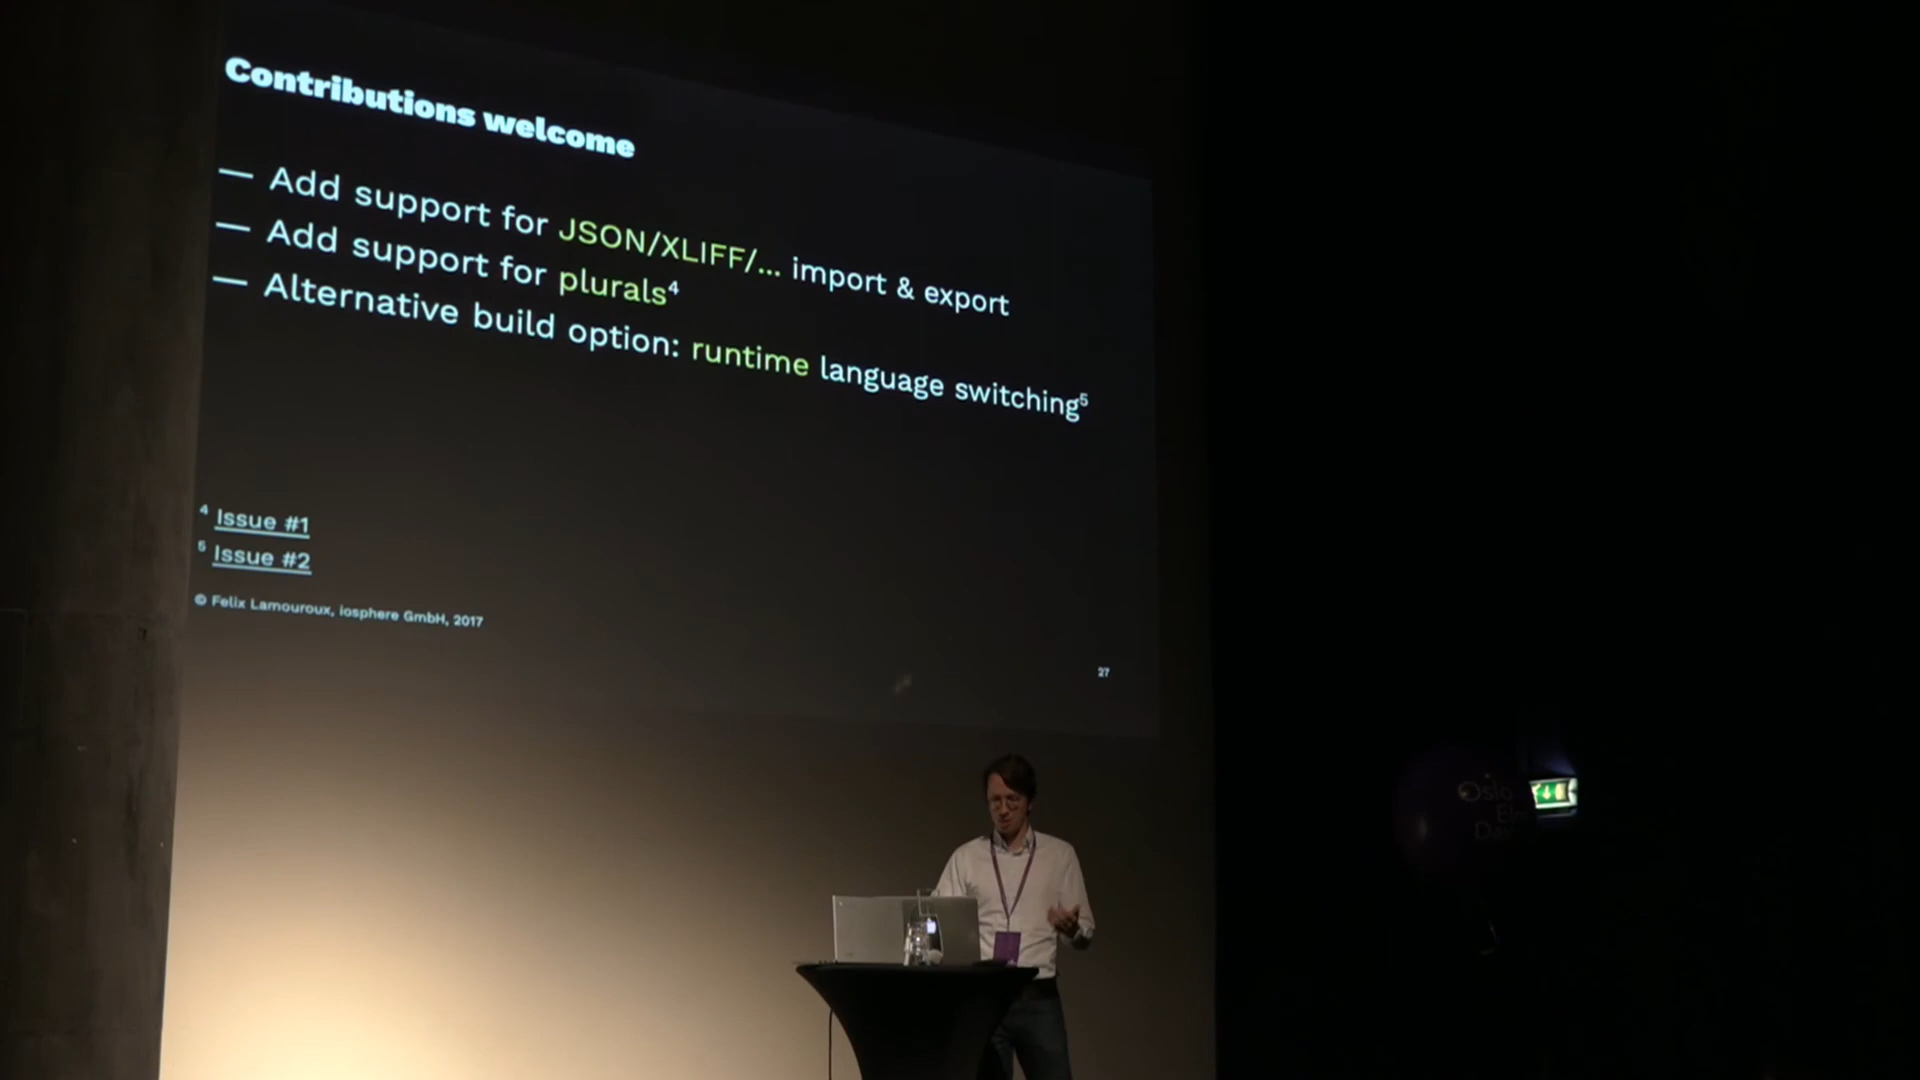 Contributions welcome
— Add support for JSON/XLIFF/... import & export
— Add support for plurals⁴
— Alternative build option: runtime language switching⁵
⁴ Issue #1
⁵ Issue #2
© Felix Lamouroux, iosphere GmbH, 2017
27
Oslo